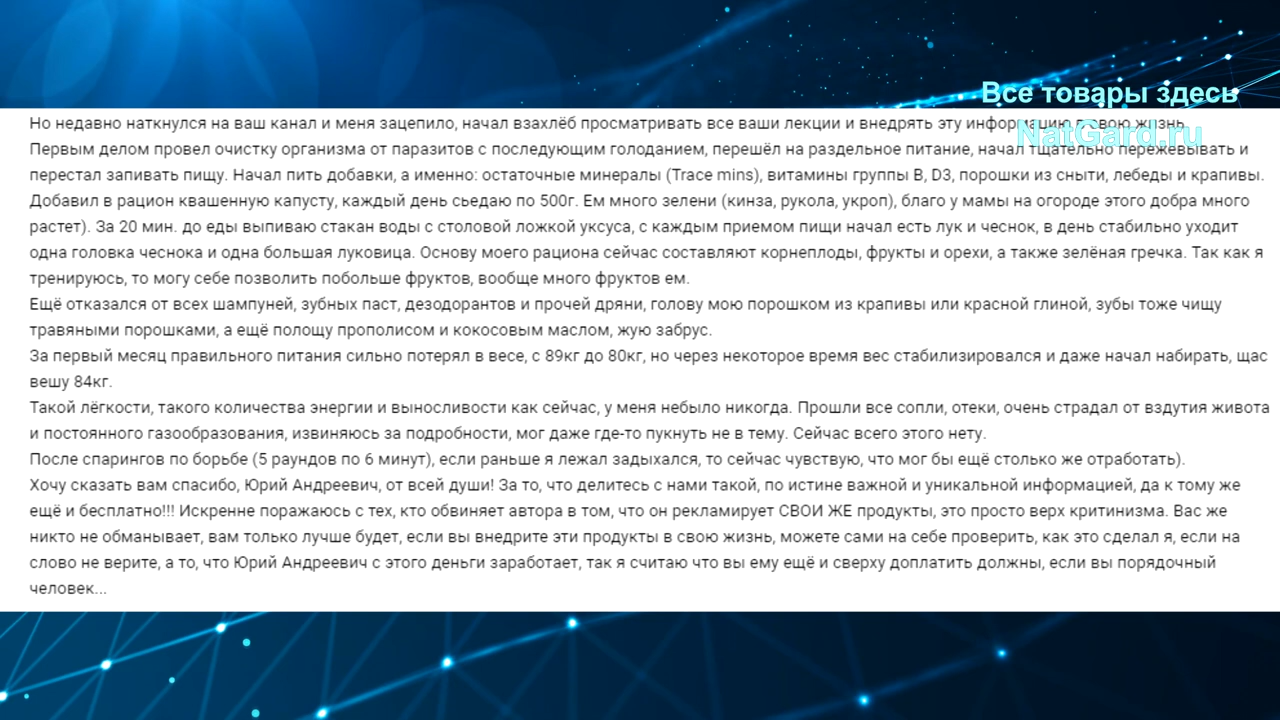 Все товары здесь
NatGard.ru
Но недавно наткнулся на ваш канал и меня зацепило, начал взахлёб просматривать все ваши лекции и внедрять эту информацию в свою жизнь.
Первым делом провел очистку организма от паразитов с последующим голоданием, перешёл на раздельное питание, начал тщательно пережевывать и
перестал запивать пищу. Начал пить добавки, а именно: остаточные минералы (Trace mins), витамины группы В, D3, порошки из сныти, лебеды и крапивы.
Добавил в рацион квашенную капусту, каждый день сьедаю по 500г. Ем много зелени (кинза, рукола, укроп), благо у мамы на огороде этого добра много
растет). За 20 мин. до еды выпиваю стакан воды с столовой ложкой уксуса, с каждым приемом пищи начал есть лук и чеснок, в день стабильно уходит
одна головка чеснока и одна большая луковица. Основу моего рациона сейчас составляют корнеплоды, фрукты и орехи, а также зелёная гречка. Так как я
тренируюсь, то могу себе позволить побольше фруктов, вообще много фруктов ем.
Ещё отказался от всех шампуней, зубных паст, дезодорантов и прочей дряни, голову мою порошком из крапивы или красной глиной, зубы тоже чищу
травяными порошками, а ещё полощу прополисом и кокосовым маслом, жую забрус.
За первый месяц правильного питания сильно потерял в весе, с 89кг до 80кг, но через некоторое время вес стабилизировался и даже начал набирать, щас
вешу 84кг.
Такой лёгкости, такого количества энергии и выносливости как сейчас, у меня небыло никогда. Прошли все сопли, отеки, очень страдал от вздутия живота
и постоянного газообразования, извиняюсь за подробности, мог даже где-то пукнуть не в тему. Сейчас всего этого нету.
После спарингов по борьбе (5 раундов по 6 минут), если раньше я лежал задыхался, то сейчас чувствую, что мог бы ещё столько же отработать).
Хочу сказать вам спасибо, Юрий Андреевич, от всей души! За то, что делитесь с нами такой, по истине важной и уникальной информацией, да к тому же
ещё и бесплатно!!! Искренне поражаюсь с тех, кто обвиняет автора в том, что он рекламирует СВОИ ЖЕ продукты, это просто верх критинизма. Вас же
никто не обманывает, вам только лучше будет, если вы внедрите эти продукты в свою жизнь, можете сами на себе проверить, как это сделал я, если на
слово не верите, а то, что Юрий Андреевич с этого деньги заработает, так я считаю что вы ему ещё и сверху доплатить должны, если вы порядочный
человек...